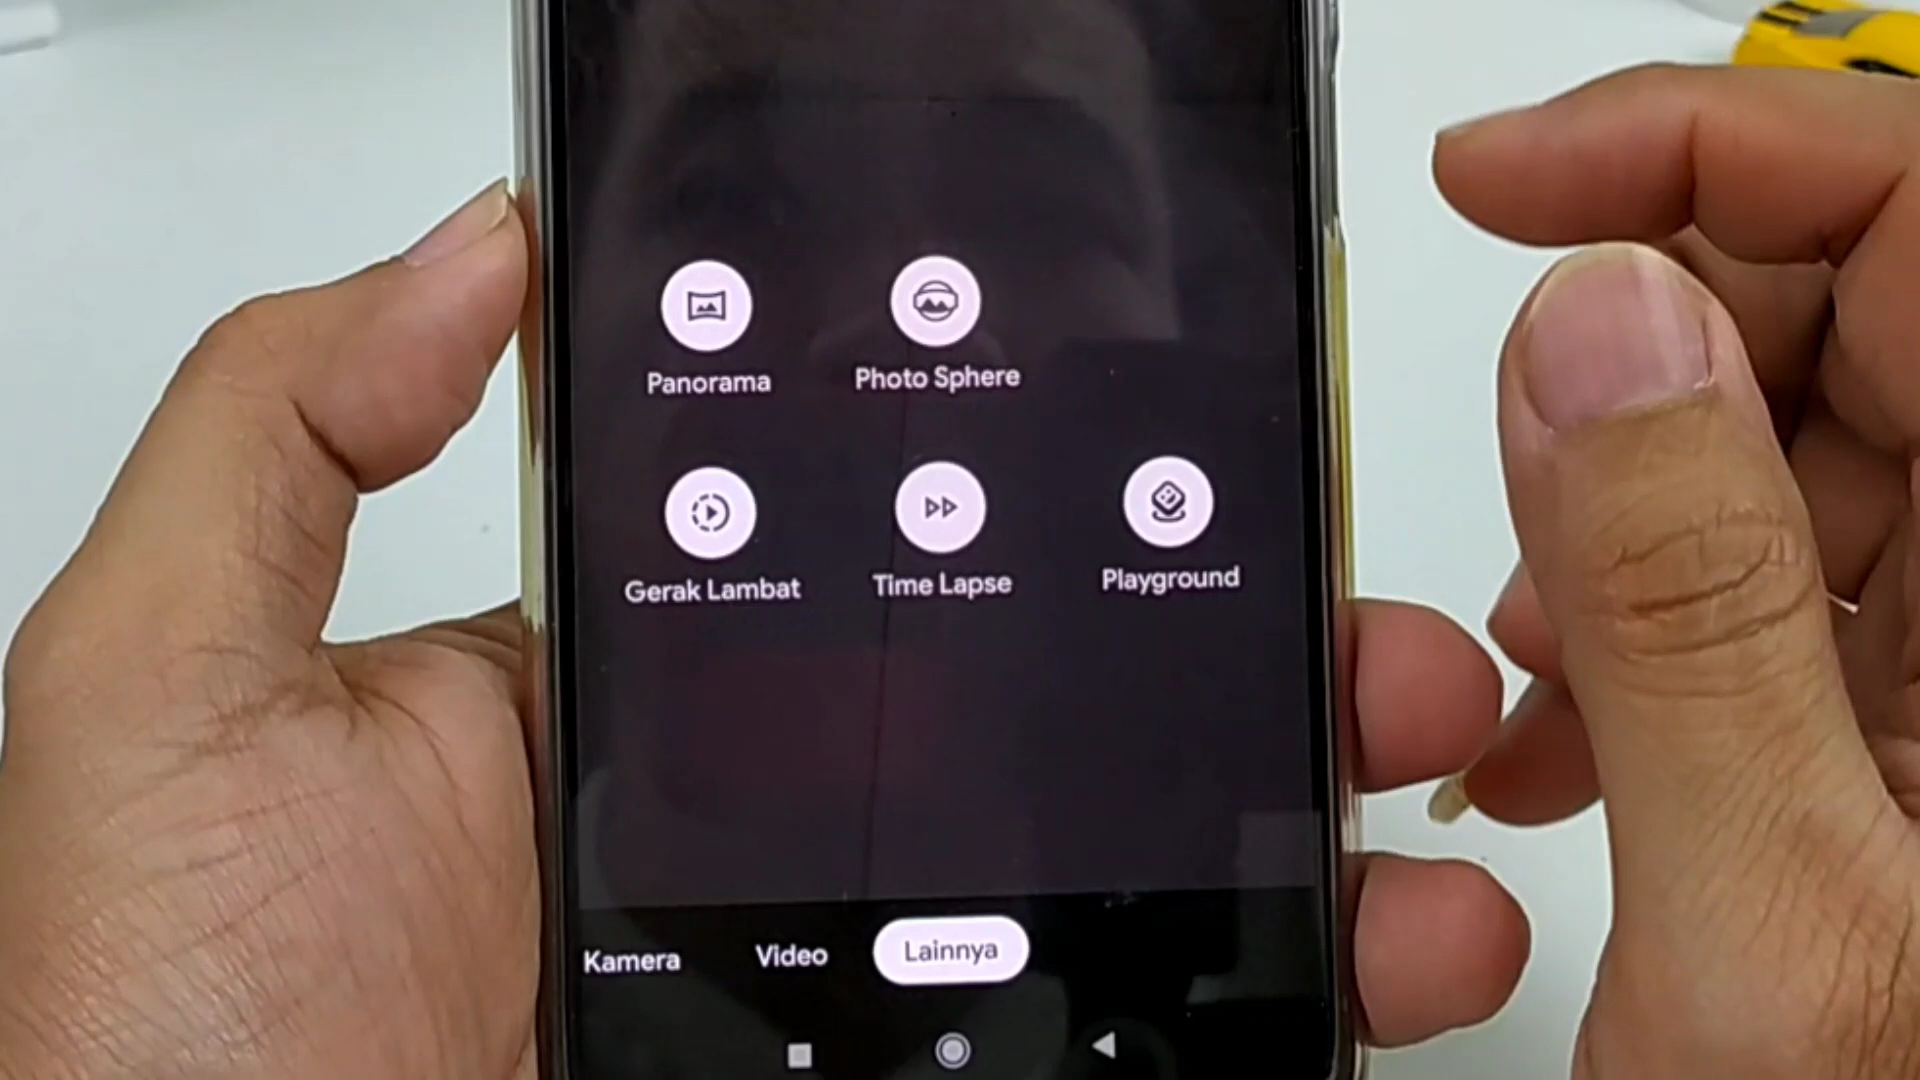 Panorama
Photo Sphere
Gerak Lambat
Time Lapse
Playground
Kamera
Video
Lainnya